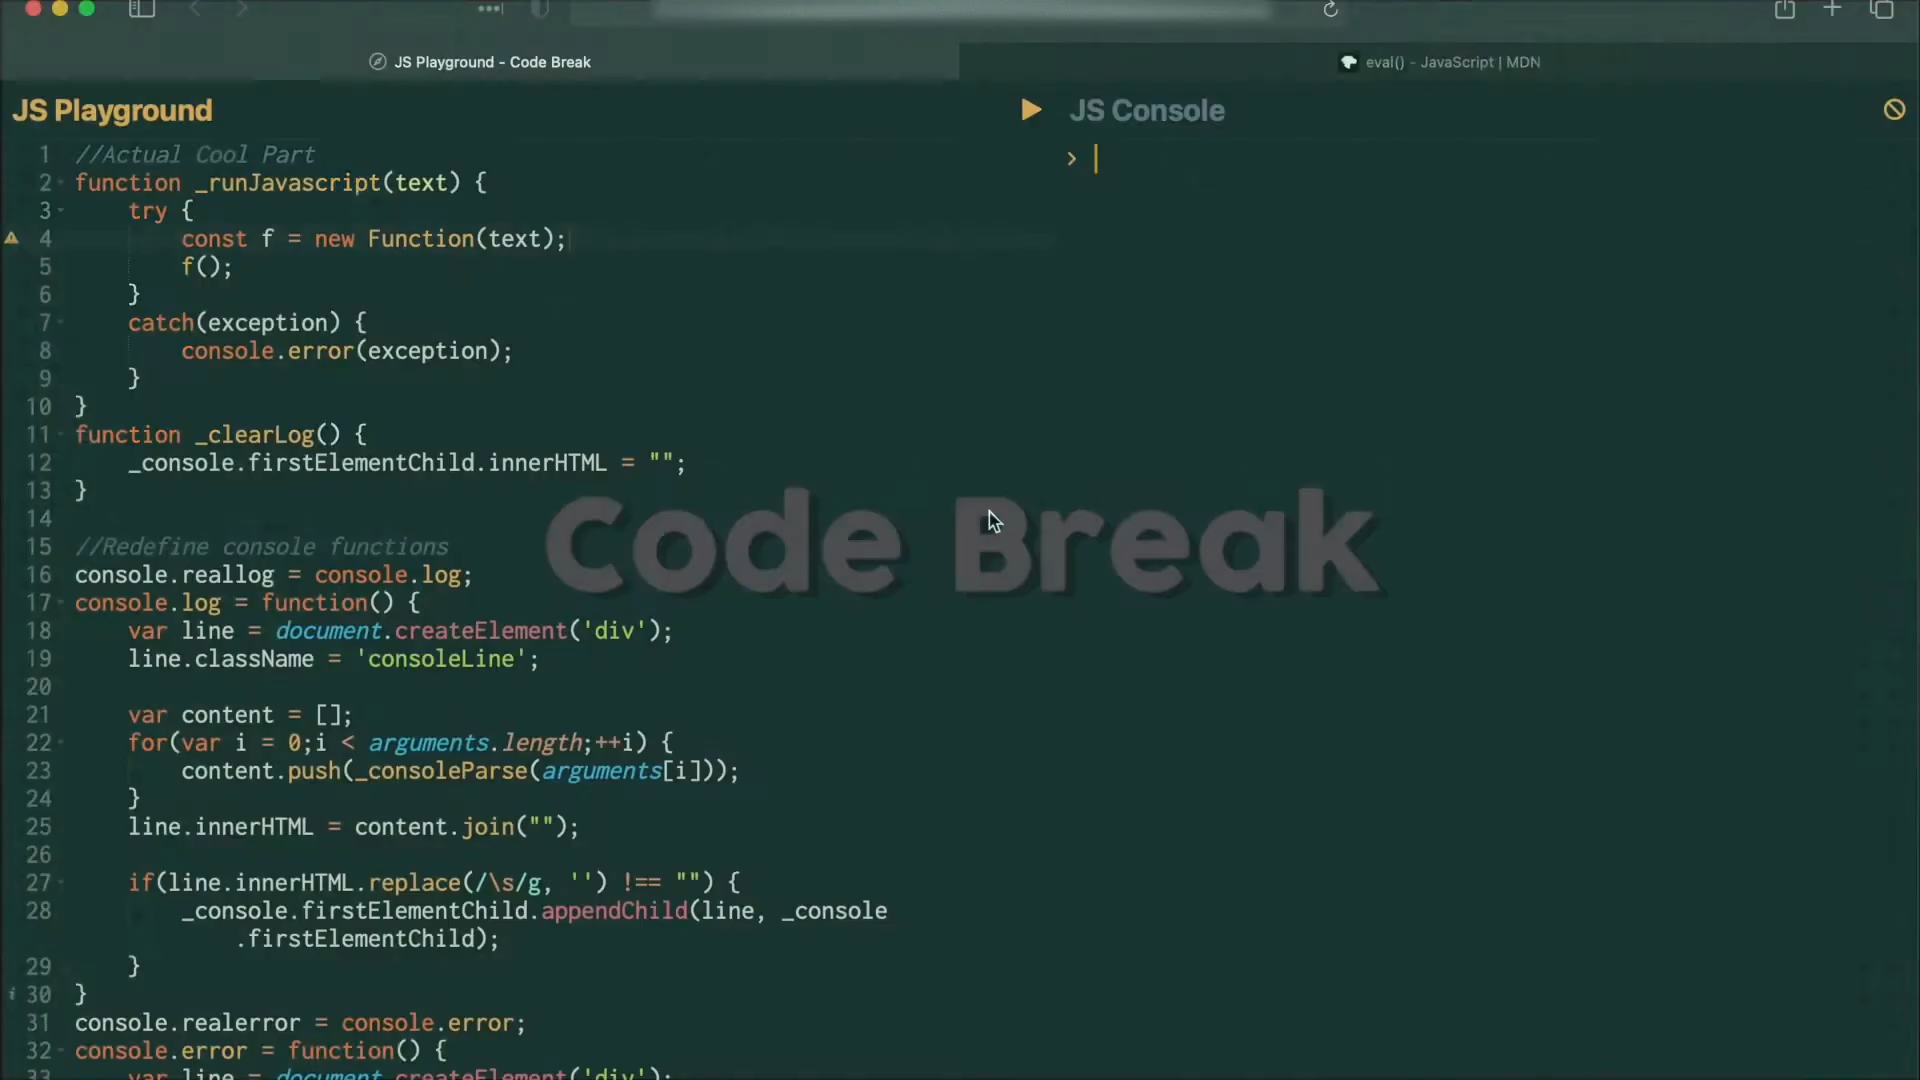 JS Playground - Code Break
eval() - JavaScript | MDN
JS Playground
JS Console
1 //Actual Cool Part
2 function _runJavascript(text) {
3 try {
4 const f = new Function(text);
5 f();
6 }
7 catch(exception) {
8 console.error(exception);
9 }
10 }
11 function _clearLog() {
12 _console.firstElementChild.innerHTML = "";
13 }
14
15 //Redefine console functions
16 console.reallog = console.log;
17 console.log = function() {
18 var line = document.createElement('div');
19 line.className = 'consoleLine';
20
21 var content = [];
22 for(var i = 0;i < arguments.length;++i) {
23 content.push(_consoleParse(arguments[i]));
24 }
25 line.innerHTML = content.join("");
26
27 if(line.innerHTML.replace(/\s/g, '') !== "") {
28 _console.firstElementChild.appendChild(line, _console
.firstElementChild);
29 }
30 }
31 console.realerror = console.error;
32 console.error = function() {
33 var line = document.createElement('div');
Code Break